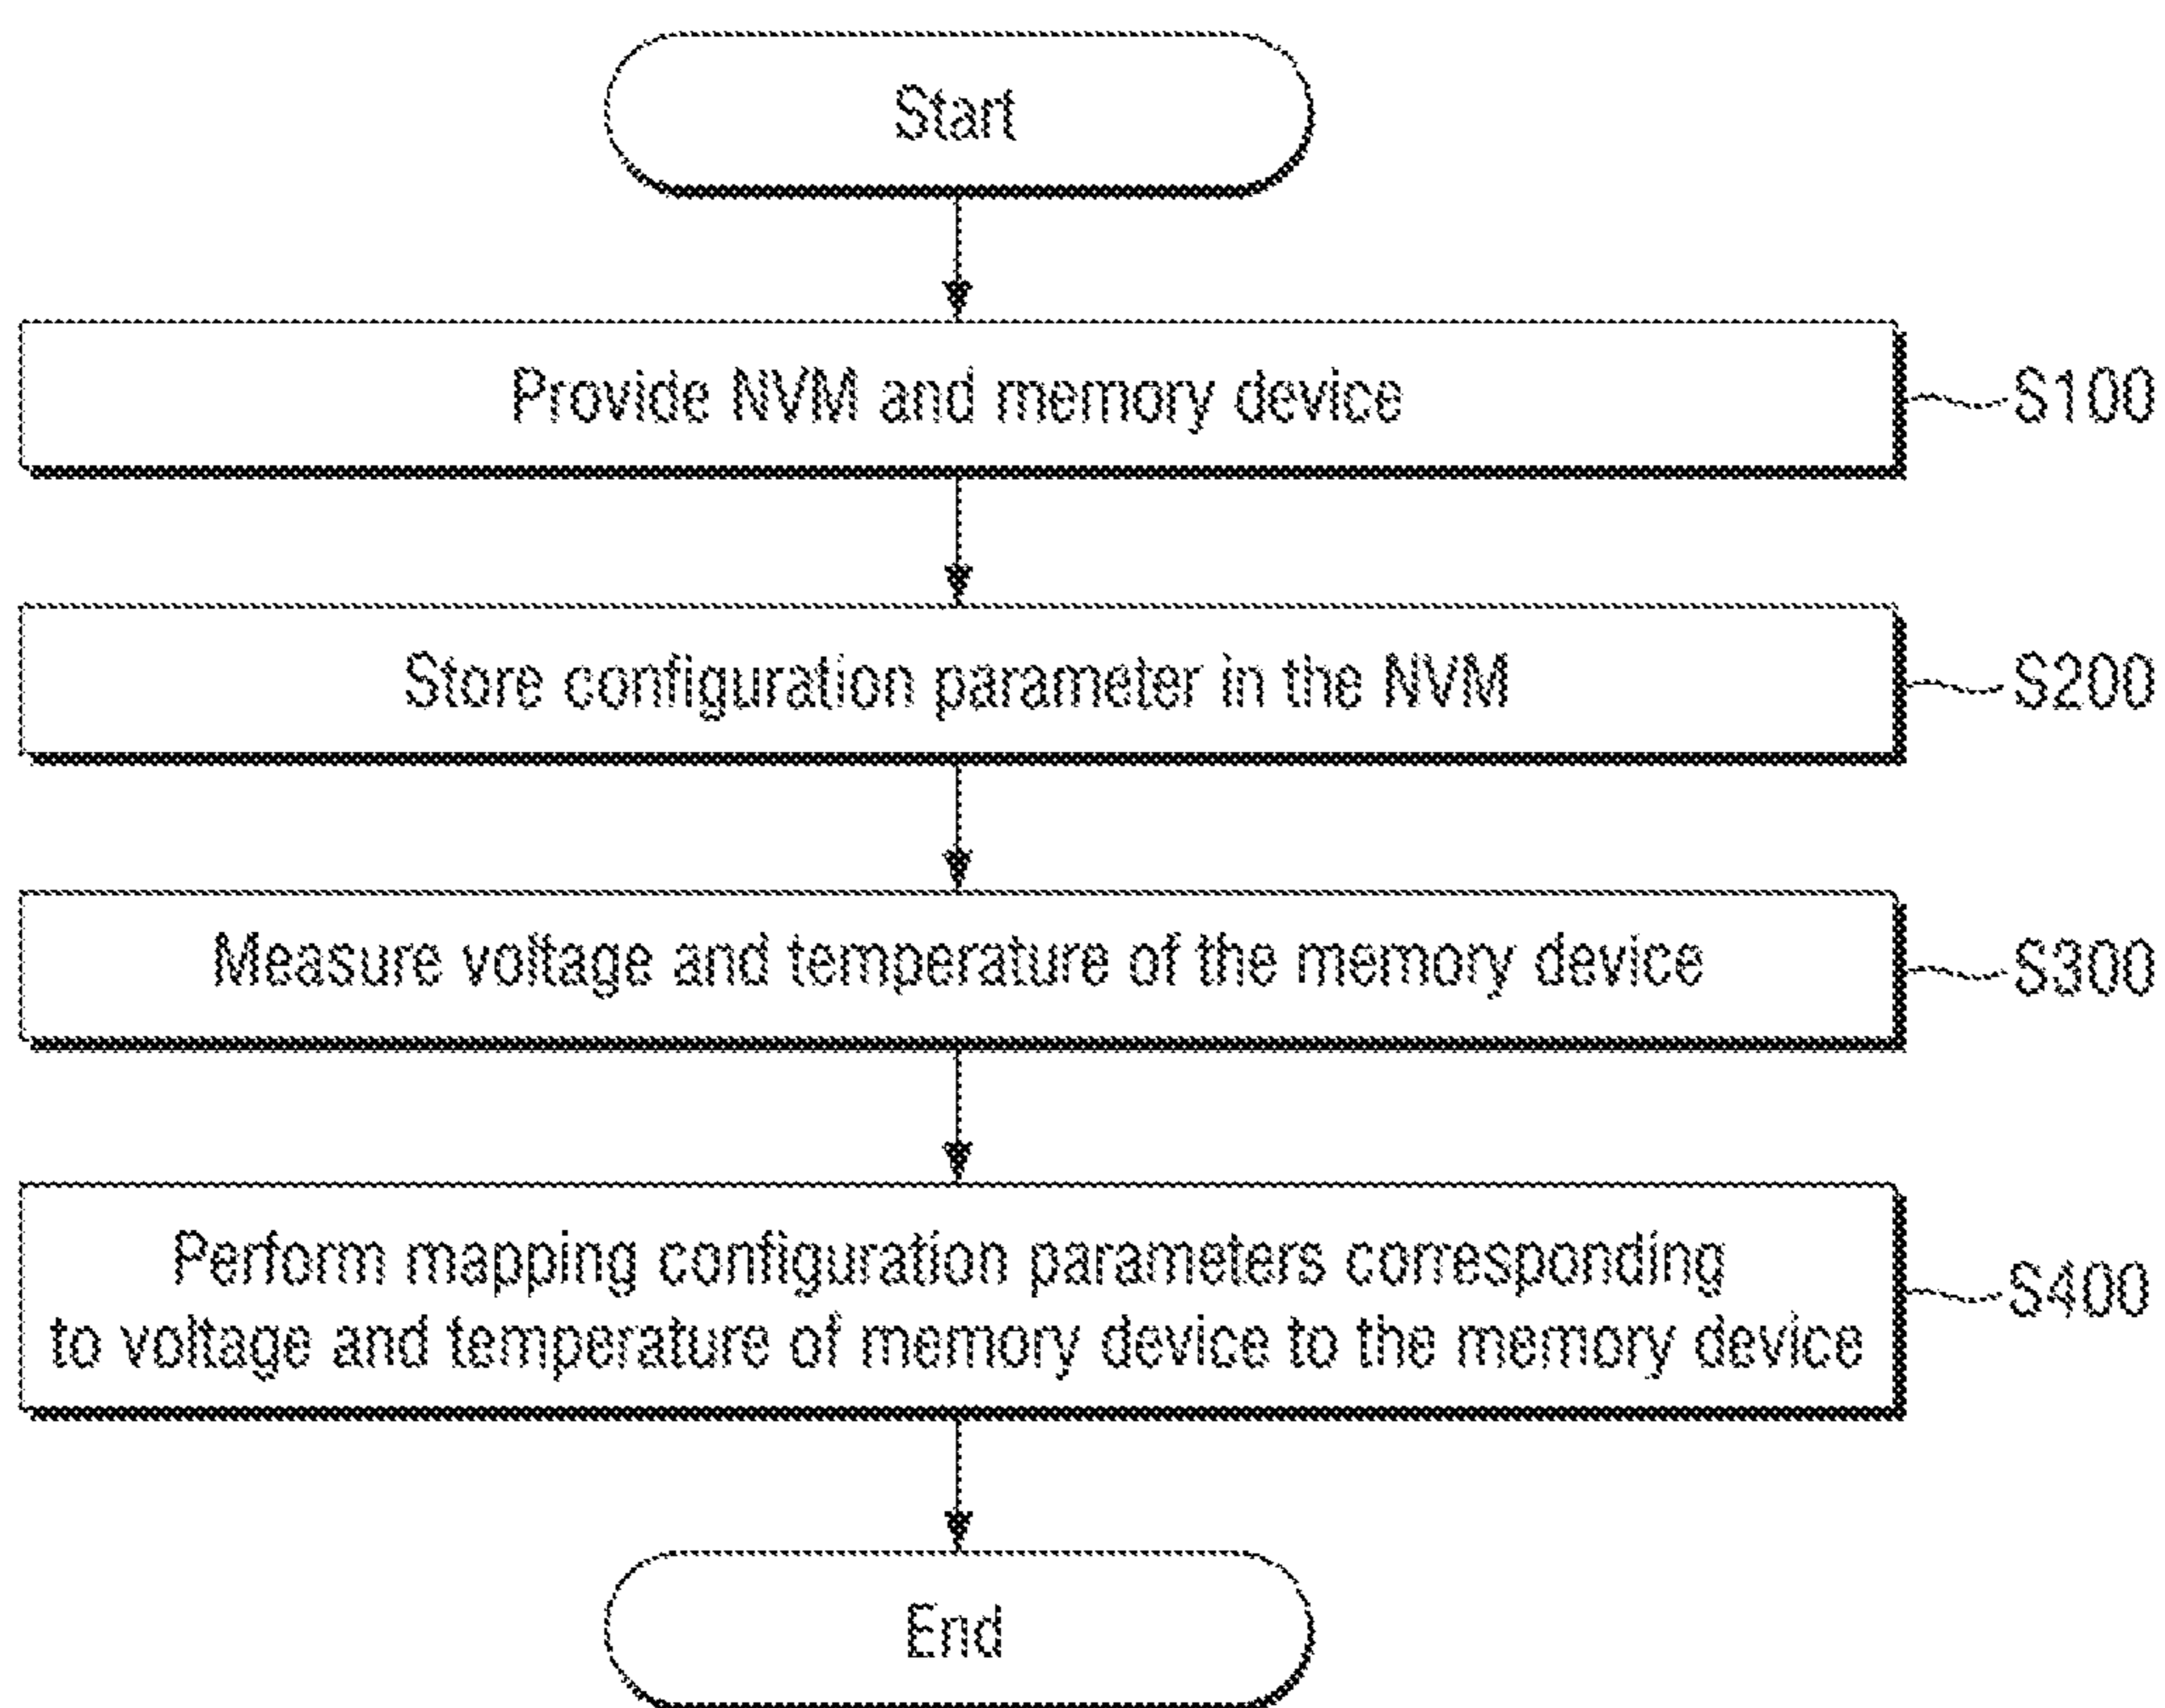 Start
Provide NVM and memory device
S100
Store configuration parameter in the NVM
S200
Measure voltage and temperature of the memory device
S300
Perform mapping configuration parameters corresponding
to voltage and temperature of memory device to the memory device
S400
End